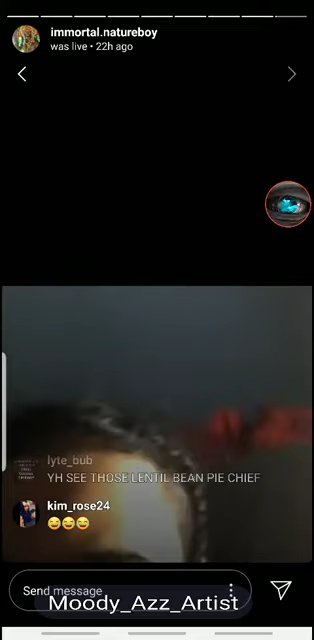 immortal.natureboy
was live • 22h ago
lyte_bub
YH SEE THOSE LENTIL BEAN PIE CHIEF
kim_rose24
😂😂😂
Send message
Moody_Azz_Artist